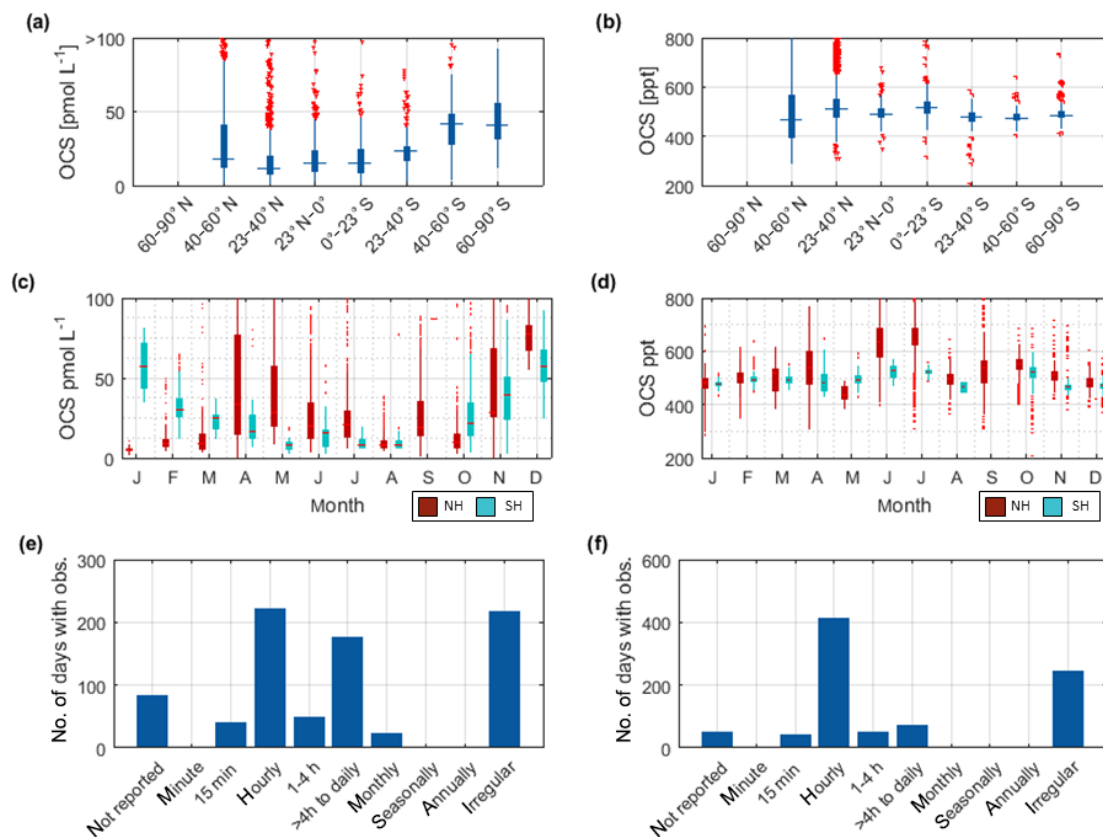 (a)
OCS [pmol L⁻¹]
>100
50
0
60–90° N
40–60° N
23–40° N
23° N–0°
0°–23° S
23–40° S
40–60° S
60–90° S
(b)
OCS [ppt]
800
600
400
200
60–90° N
40–60° N
23–40° N
23° N–0°
0°–23° S
23–40° S
40–60° S
60–90° S
(c)
OCS pmol L⁻¹
100
50
0
J F M A M J J A S O N D
Month
NH SH
(d)
OCS ppt
800
600
400
200
J F M A M J J A S O N D
Month
NH SH
(e)
No. of days with obs.
300
200
100
0
Not reported
Minute
15 min
Hourly
1-4 h
>4h to daily
Monthly
Seasonally
Annually
Irregular
(f)
No. of days with obs.
600
400
200
0
Not reported
Minute
15 min
Hourly
1-4 h
>4h to daily
Monthly
Seasonally
Annually
Irregular